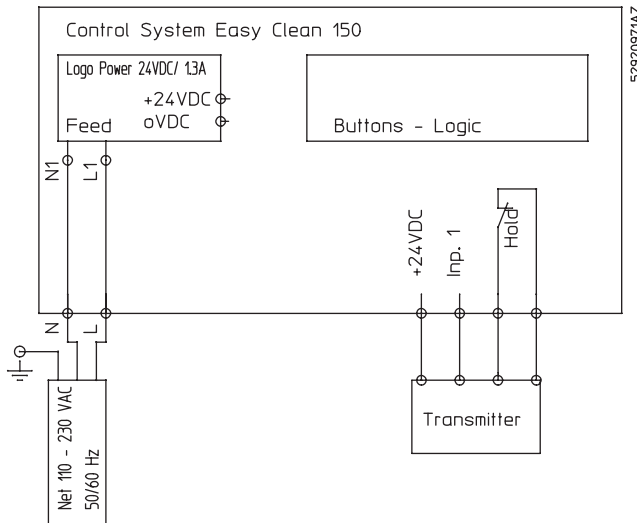 Control System Easy Clean 150
52920971AZ
Logo Power 24VDC/ 1.3A
+24VDC
oVDC
Feed
Buttons - Logic
N1
L1
+24VDC
Inp. 1
Hold
N
L
Net 110 - 230 VAC
50/60 Hz
Transmitter